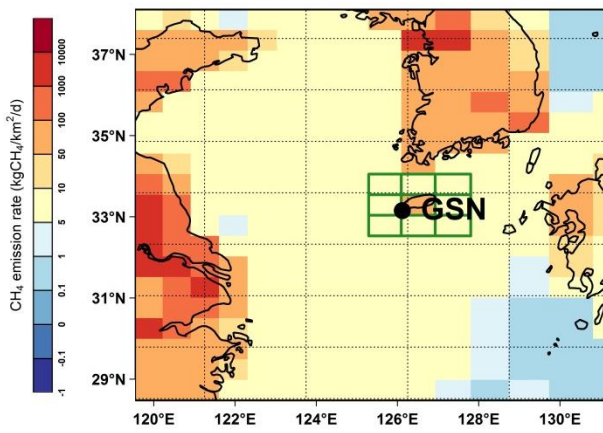 CH₄ emission rate (kgCH₄/km²/d)
10000
1000
100
50
10
5
1
0.1
0
-0.1
-1
37°N
35°N
33°N
31°N
29°N
GSN
120°E
122°E
124°E
126°E
128°E
130°E